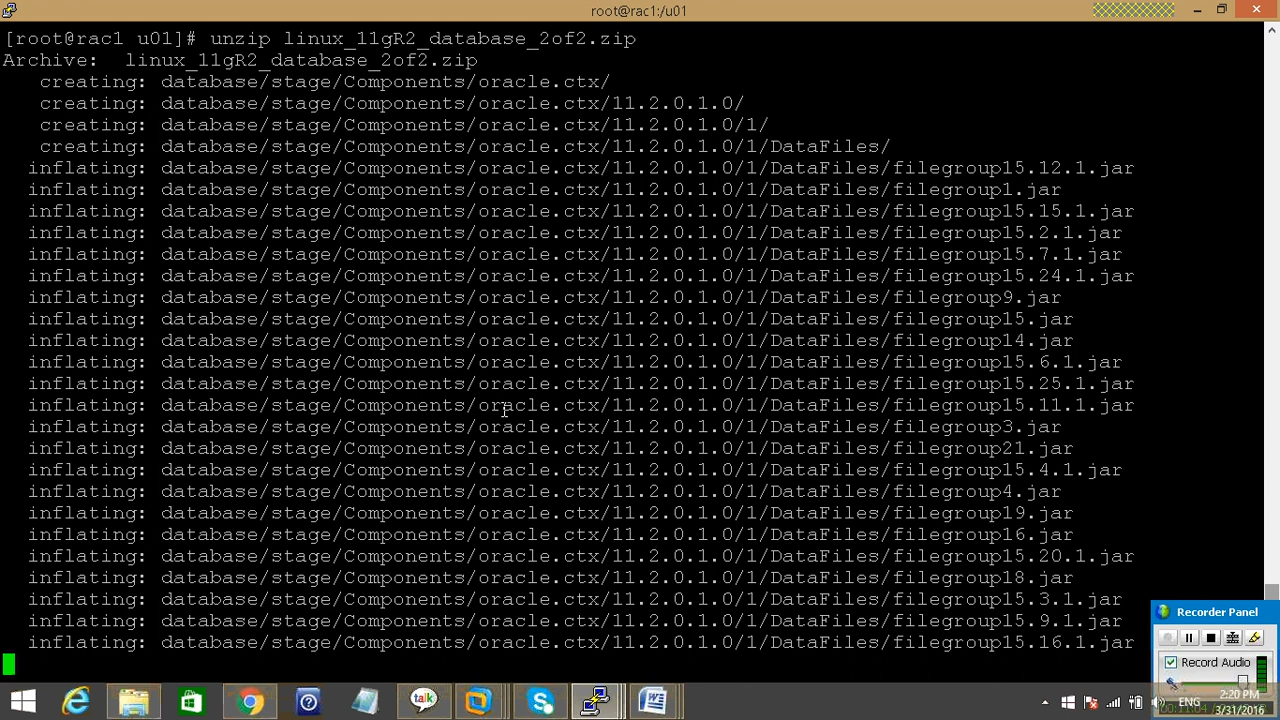 root@rac1:/u01
[root@rac1 u01]# unzip linux_11gR2_database_2of2.zip
Archive:  linux_11gR2_database_2of2.zip
creating: database/stage/Components/oracle.ctx/
creating: database/stage/Components/oracle.ctx/11.2.0.1.0/
creating: database/stage/Components/oracle.ctx/11.2.0.1.0/1/
creating: database/stage/Components/oracle.ctx/11.2.0.1.0/1/DataFiles/
inflating: database/stage/Components/oracle.ctx/11.2.0.1.0/1/DataFiles/filegroup15.12.1.jar
inflating: database/stage/Components/oracle.ctx/11.2.0.1.0/1/DataFiles/filegroup1.jar
inflating: database/stage/Components/oracle.ctx/11.2.0.1.0/1/DataFiles/filegroup15.15.1.jar
inflating: database/stage/Components/oracle.ctx/11.2.0.1.0/1/DataFiles/filegroup15.2.1.jar
inflating: database/stage/Components/oracle.ctx/11.2.0.1.0/1/DataFiles/filegroup15.7.1.jar
inflating: database/stage/Components/oracle.ctx/11.2.0.1.0/1/DataFiles/filegroup15.24.1.jar
inflating: database/stage/Components/oracle.ctx/11.2.0.1.0/1/DataFiles/filegroup9.jar
inflating: database/stage/Components/oracle.ctx/11.2.0.1.0/1/DataFiles/filegroup15.jar
inflating: database/stage/Components/oracle.ctx/11.2.0.1.0/1/DataFiles/filegroup14.jar
inflating: database/stage/Components/oracle.ctx/11.2.0.1.0/1/DataFiles/filegroup15.6.1.jar
inflating: database/stage/Components/oracle.ctx/11.2.0.1.0/1/DataFiles/filegroup15.25.1.jar
inflating: database/stage/Components/oracle.ctx/11.2.0.1.0/1/DataFiles/filegroup15.11.1.jar
inflating: database/stage/Components/oracle.ctx/11.2.0.1.0/1/DataFiles/filegroup3.jar
inflating: database/stage/Components/oracle.ctx/11.2.0.1.0/1/DataFiles/filegroup21.jar
inflating: database/stage/Components/oracle.ctx/11.2.0.1.0/1/DataFiles/filegroup15.4.1.jar
inflating: database/stage/Components/oracle.ctx/11.2.0.1.0/1/DataFiles/filegroup4.jar
inflating: database/stage/Components/oracle.ctx/11.2.0.1.0/1/DataFiles/filegroup19.jar
inflating: database/stage/Components/oracle.ctx/11.2.0.1.0/1/DataFiles/filegroup16.jar
inflating: database/stage/Components/oracle.ctx/11.2.0.1.0/1/DataFiles/filegroup15.20.1.jar
inflating: database/stage/Components/oracle.ctx/11.2.0.1.0/1/DataFiles/filegroup18.jar
inflating: database/stage/Components/oracle.ctx/11.2.0.1.0/1/DataFiles/filegroup15.3.1.jar
inflating: database/stage/Components/oracle.ctx/11.2.0.1.0/1/DataFiles/filegroup15.9.1.jar
inflating: database/stage/Components/oracle.ctx/11.2.0.1.0/1/DataFiles/filegroup15.16.1.jar
Recorder Panel
Record Audio
talk
ENG
2:20 PM
3/31/2016